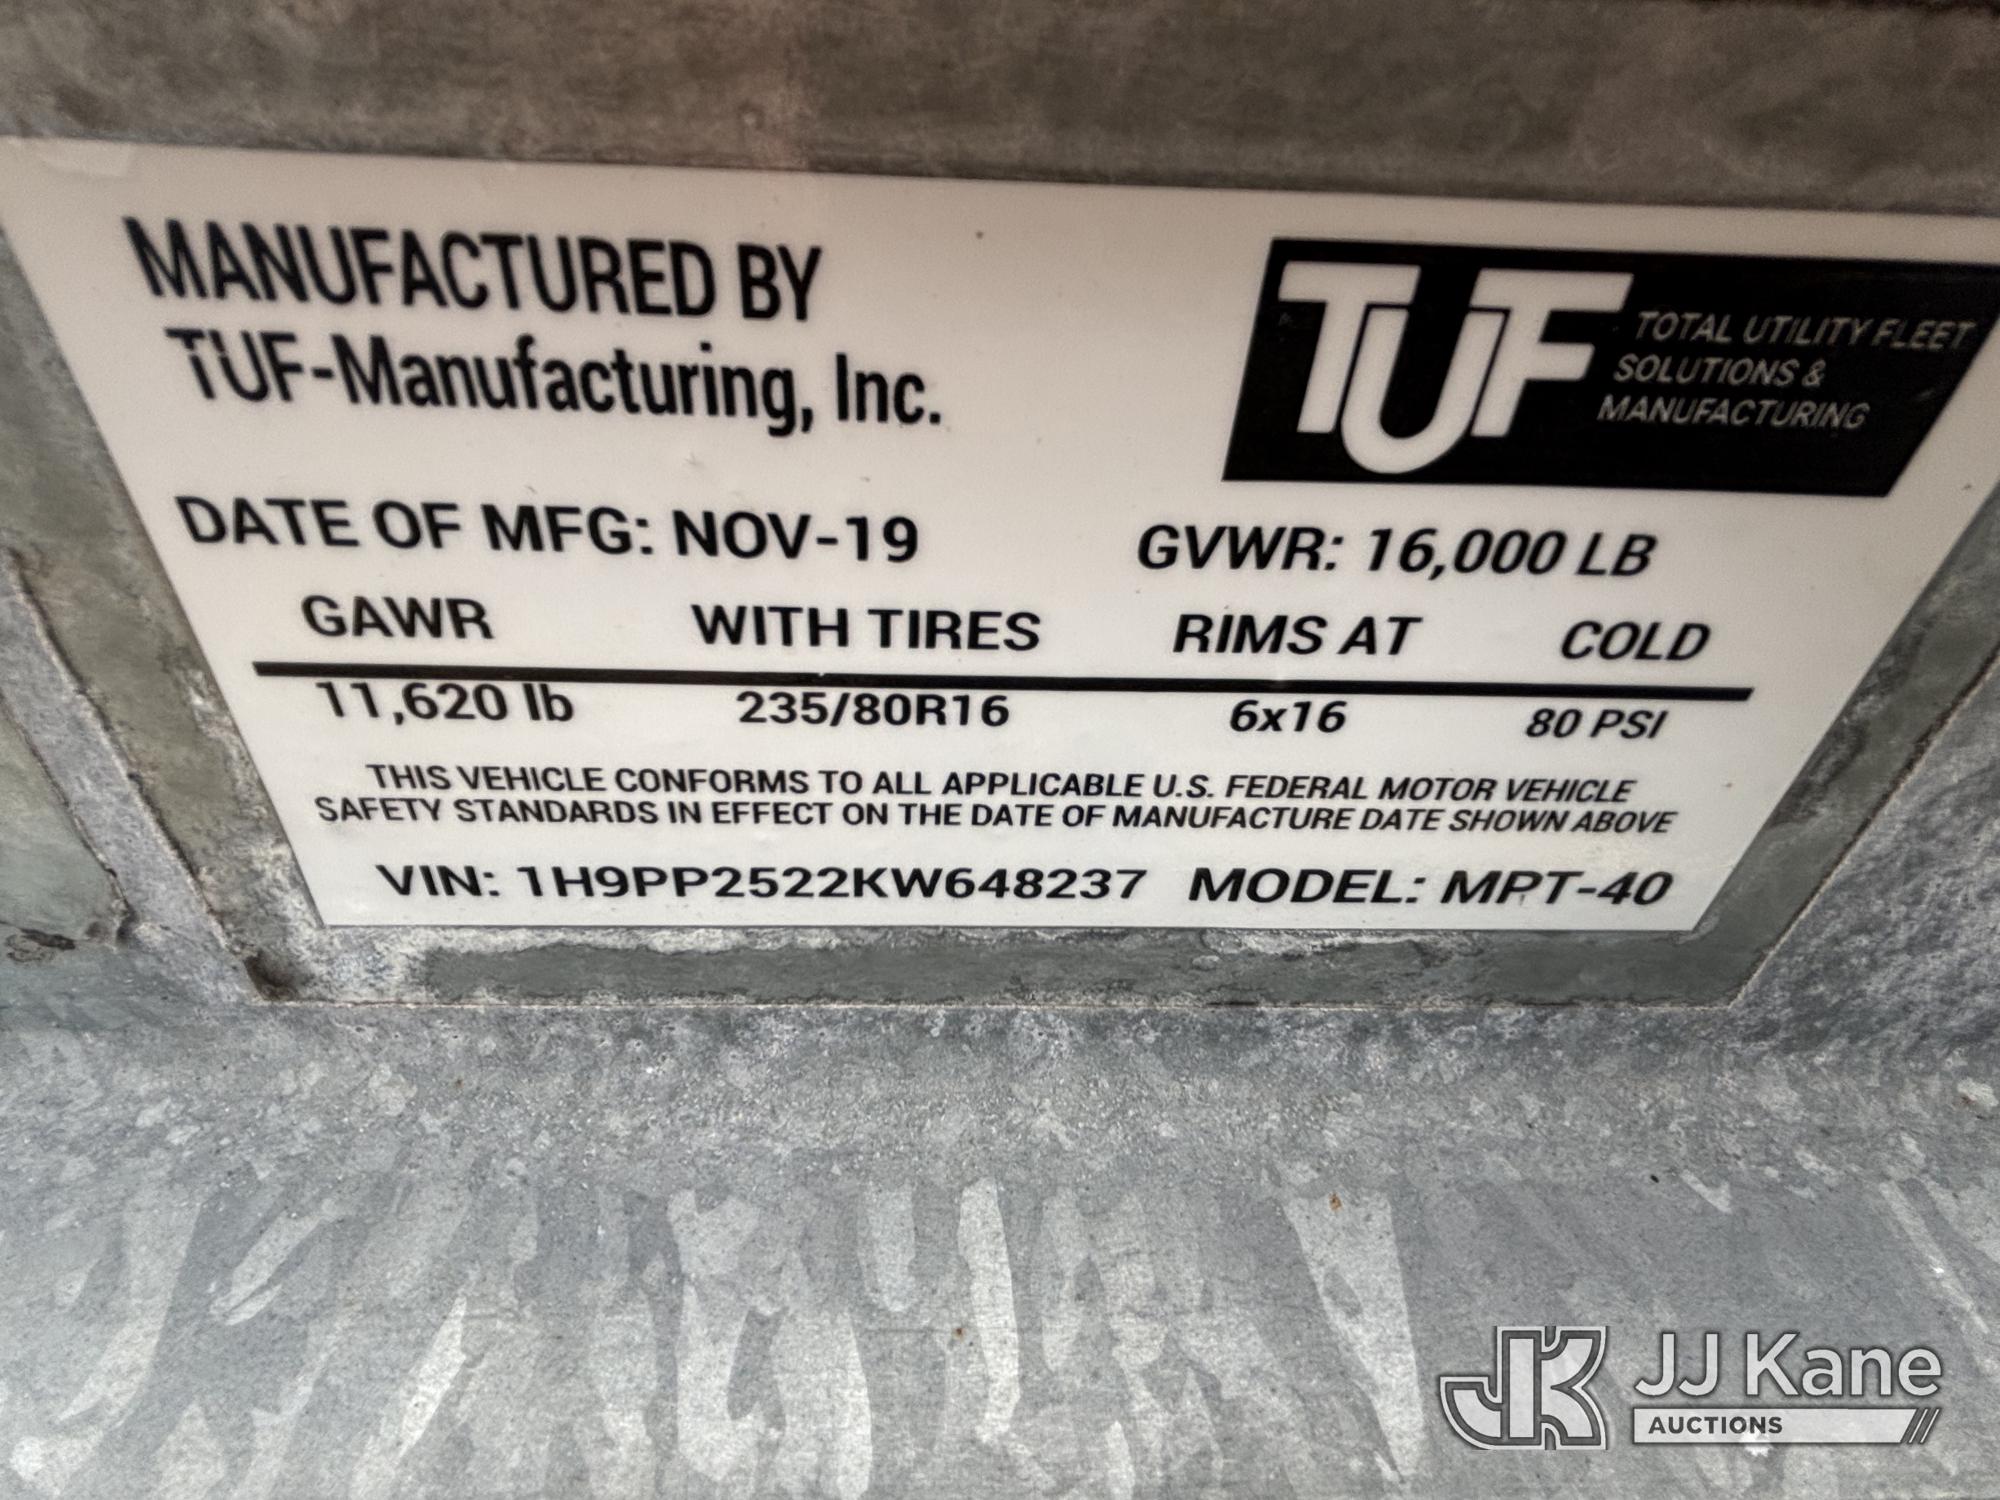 MANUFACTURED BY
TUF-Manufacturing, Inc.
TUF
TOTAL UTILITY FLEET
SOLUTIONS &
MANUFACTURING
DATE OF MFG: NOV-19 GVWR: 16,000 LB
GAWR WITH TIRES RIMS AT COLD
11,620 lb 235/80R16 6x16 80 PSI
THIS VEHICLE CONFORMS TO ALL APPLICABLE U.S. FEDERAL MOTOR VEHICLE
SAFETY STANDARDS IN EFFECT ON THE DATE OF MANUFACTURE DATE SHOWN ABOVE
VIN: 1H9PP2522KW648237 MODEL: MPT-40
JK JJ Kane
AUCTIONS